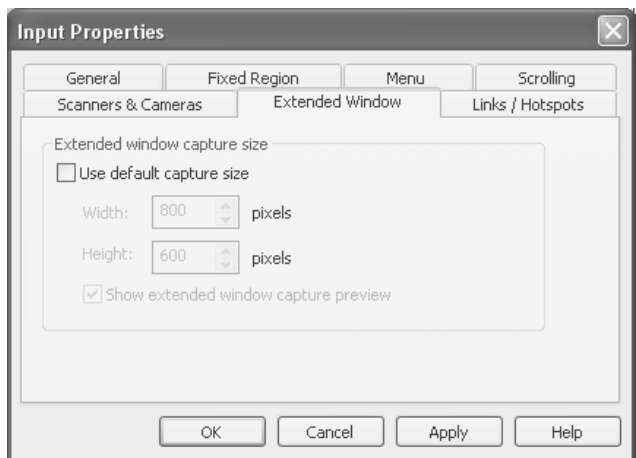 Input Properties
General Fixed Region Menu Scrolling
Scanners & Cameras Extended Window Links / Hotspots
Extended window capture size
Use default capture size
Width: 800 pixels
Height: 600 pixels
Show extended window capture preview
OK Cancel Apply Help